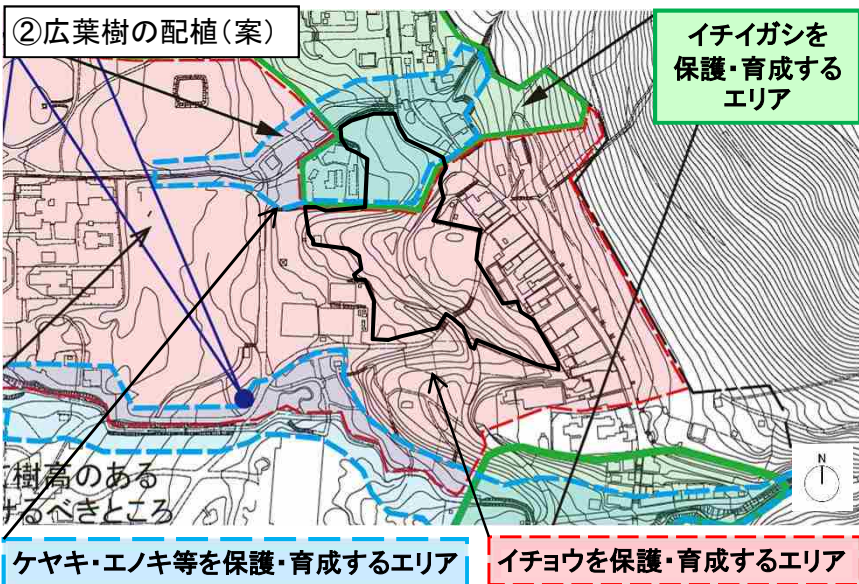 ②広葉樹の配植(案)
イチイガシを
保護・育成する
エリア
N
樹高のある
するべきところ
ケヤキ・エノキ等を保護・育成するエリア
イチョウを保護・育成するエリア